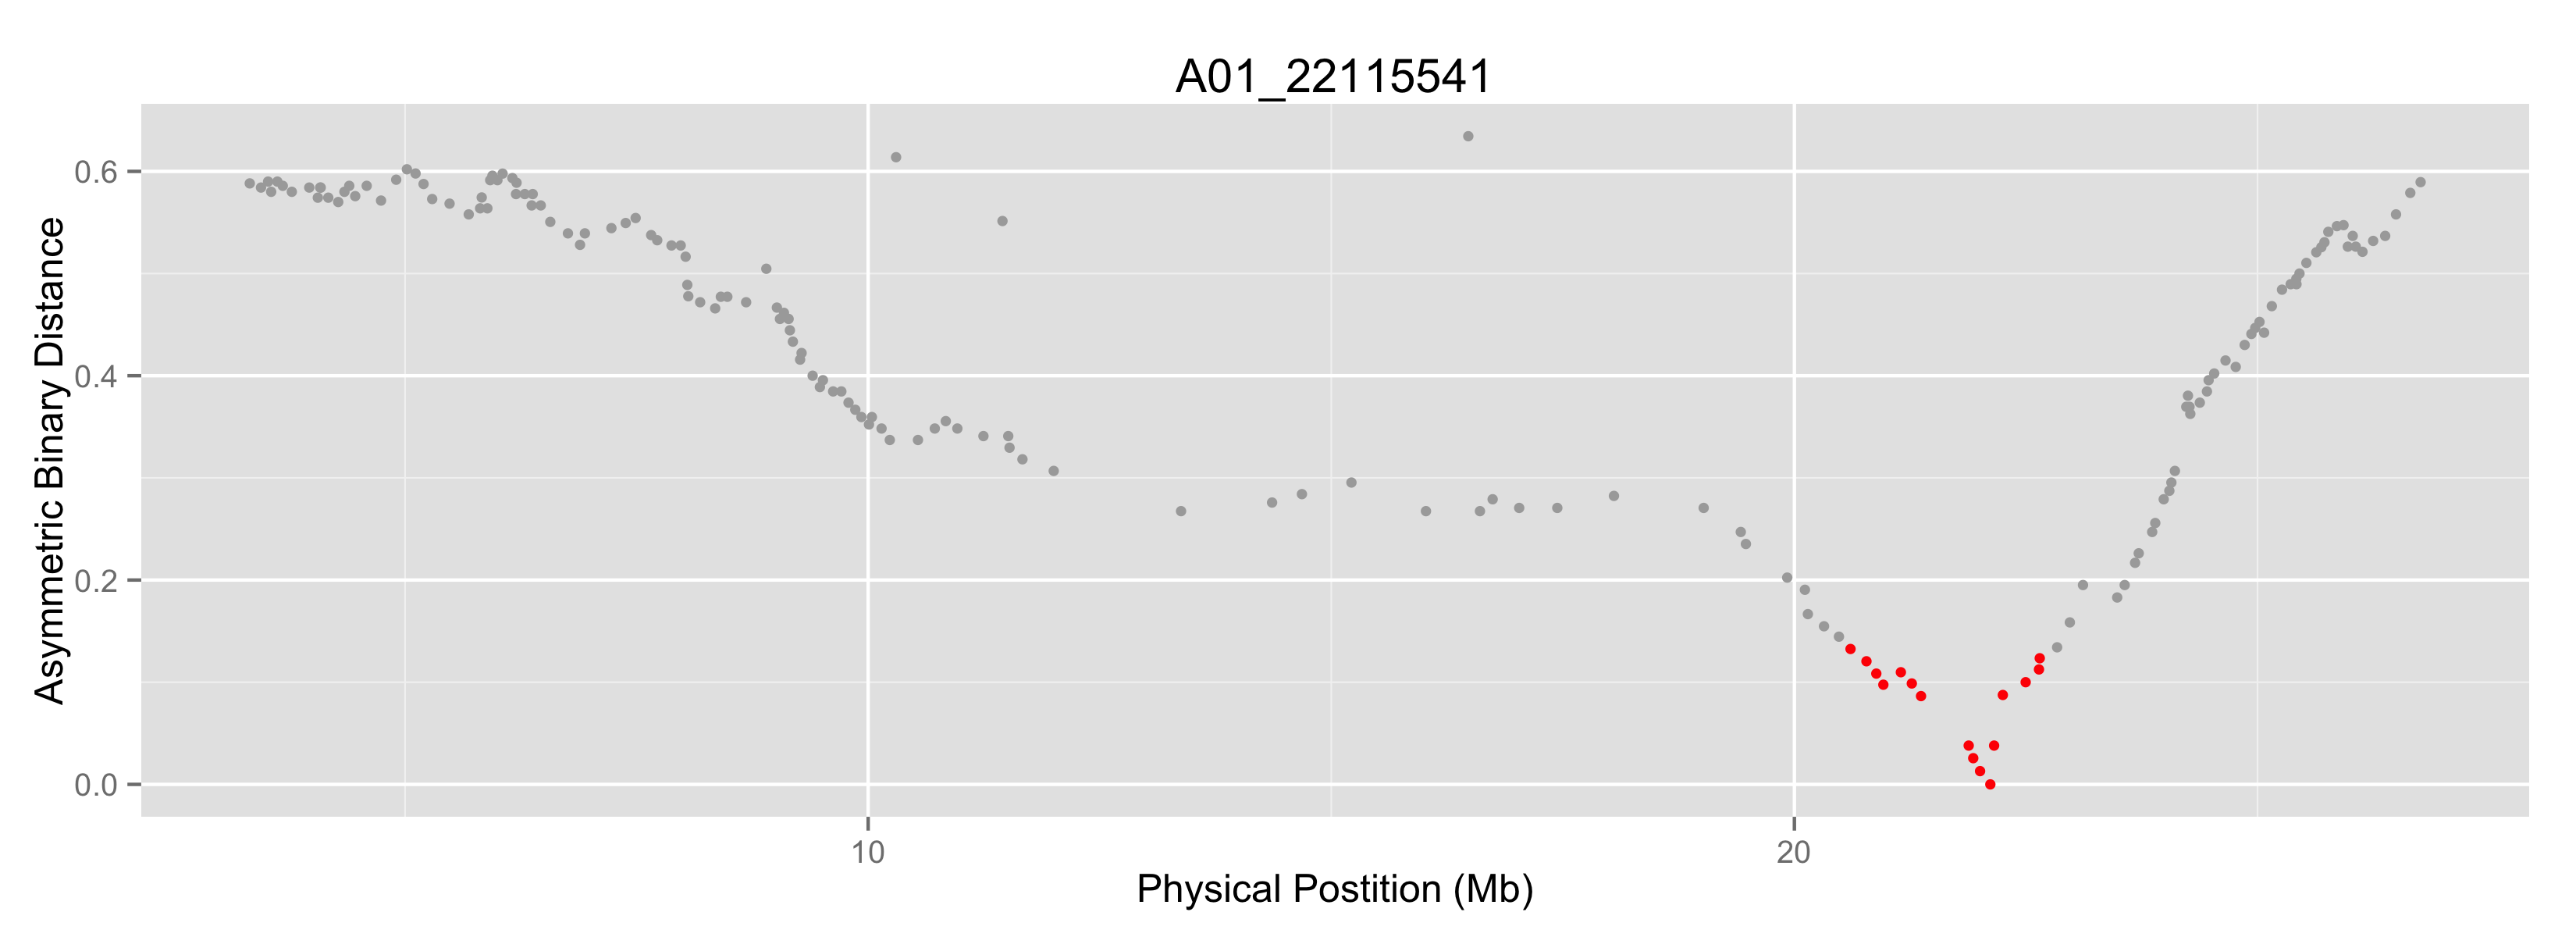 A01_22115541
0.6
0.4
0.2
0.0
Asymmetric Binary Distance
10
20
Physical Postition (Mb)